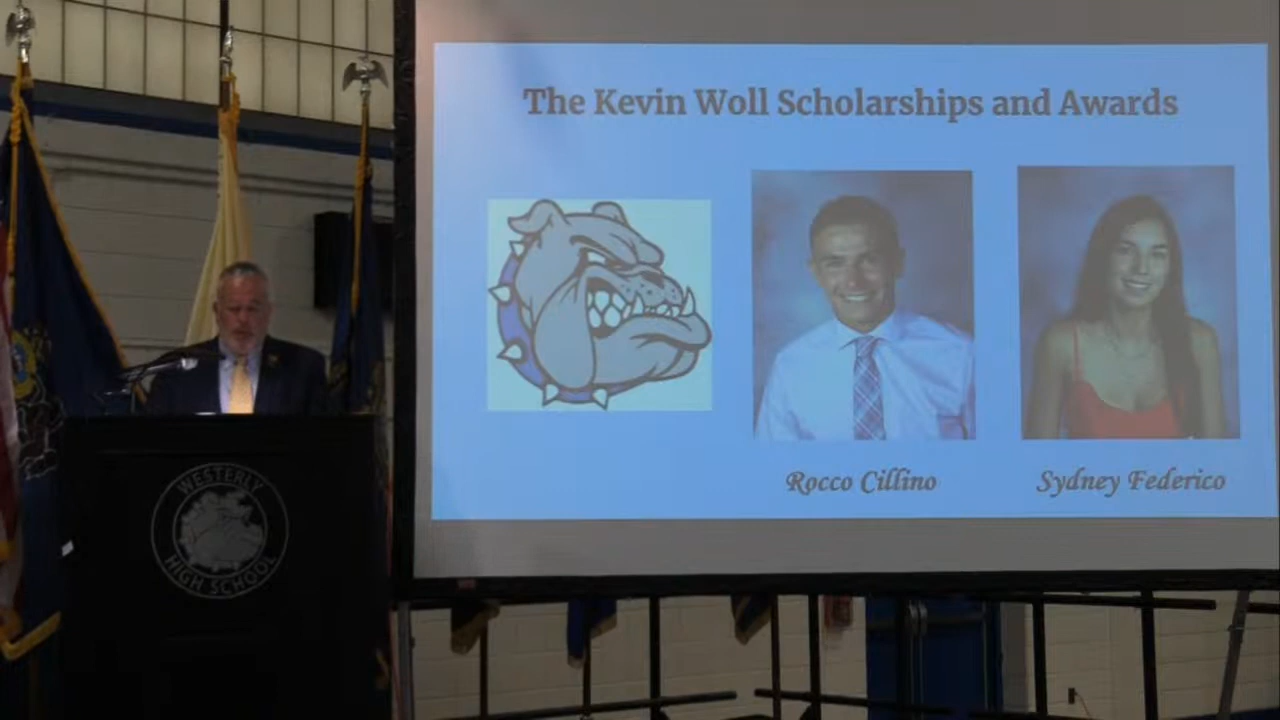 The Kevin Woll Scholarships and Awards
Rocco Cillino
Sydney Federico
WESTERLY
HIGH SCHOOL